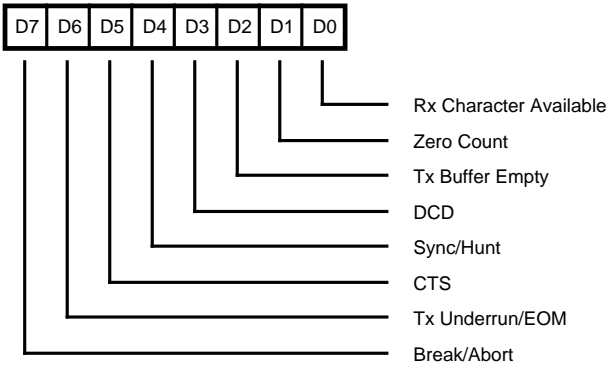 D7 D6 D5 D4 D3 D2 D1 D0
Rx Character Available
Zero Count
Tx Buffer Empty
DCD
Sync/Hunt
CTS
Tx Underrun/EOM
Break/Abort